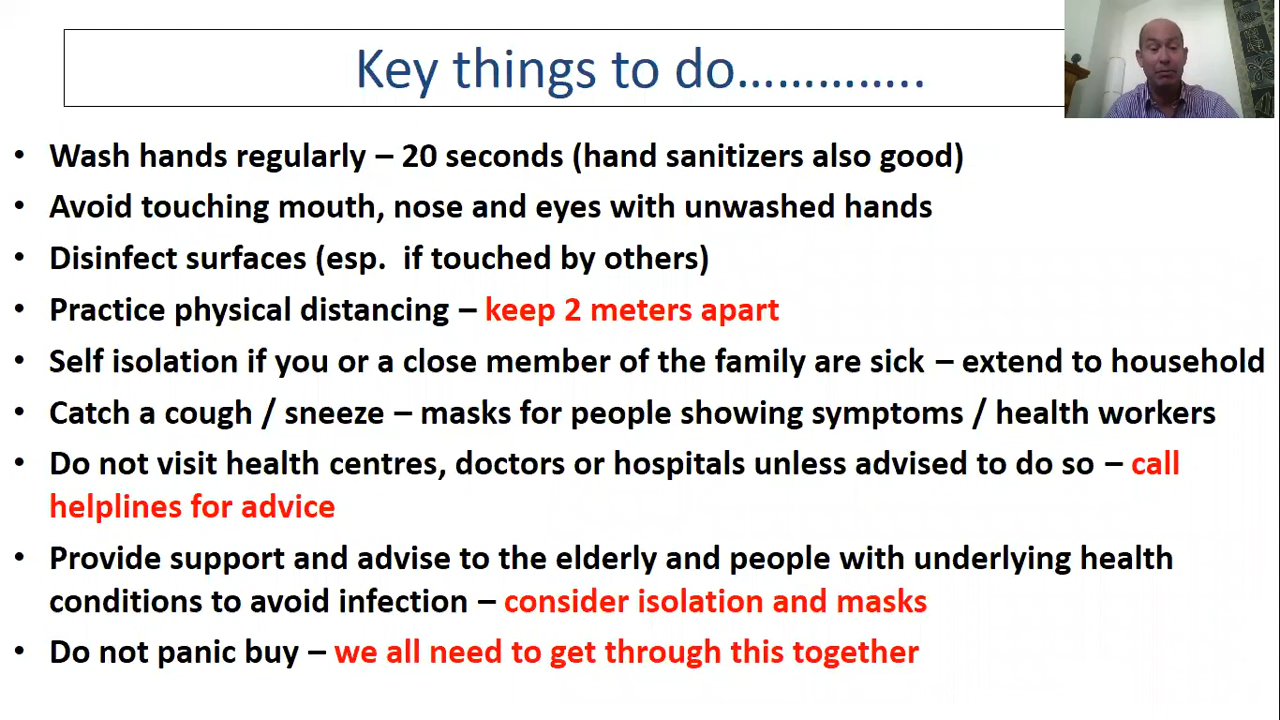 Key things to do…………..
• Wash hands regularly – 20 seconds (hand sanitizers also good)
• Avoid touching mouth, nose and eyes with unwashed hands
• Disinfect surfaces (esp.  if touched by others)
• Practice physical distancing – keep 2 meters apart
• Self isolation if you or a close member of the family are sick – extend to household
• Catch a cough / sneeze – masks for people showing symptoms / health workers
• Do not visit health centres, doctors or hospitals unless advised to do so – call
helplines for advice
• Provide support and advise to the elderly and people with underlying health
conditions to avoid infection – consider isolation and masks
• Do not panic buy – we all need to get through this together